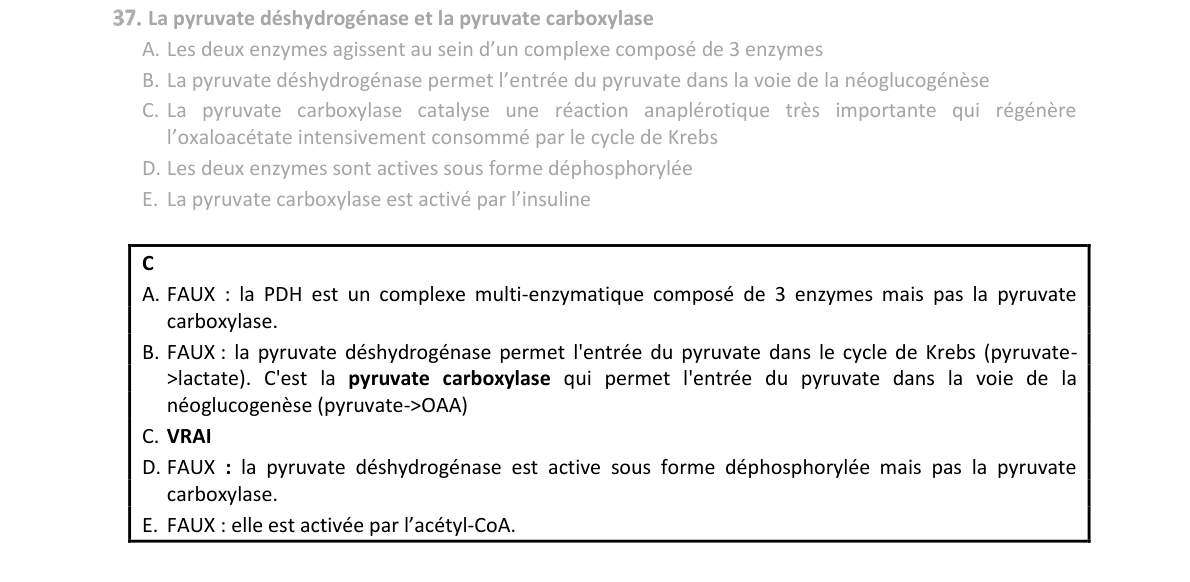 37. La pyruvate déshydrogénase et la pyruvate carboxylase
A. Les deux enzymes agissent au sein d’un complexe composé de 3 enzymes
B. La pyruvate déshydrogénase permet l’entrée du pyruvate dans la voie de la néoglucogénèse
C. La pyruvate carboxylase catalyse une réaction anaplérotique très importante qui régénère
l’oxaloacétate intensivement consommé par le cycle de Krebs
D. Les deux enzymes sont actives sous forme déphosphorylée
E. La pyruvate carboxylase est activé par l’insuline
C
A. FAUX : la PDH est un complexe multi-enzymatique composé de 3 enzymes mais pas la pyruvate
carboxylase.
B. FAUX : la pyruvate déshydrogénase permet l'entrée du pyruvate dans le cycle de Krebs (pyruvate-
>lactate). C'est la pyruvate carboxylase qui permet l'entrée du pyruvate dans la voie de la
néoglucogenèse (pyruvate->OAA)
C. VRAI
D. FAUX : la pyruvate déshydrogénase est active sous forme déphosphorylée mais pas la pyruvate
carboxylase.
E. FAUX : elle est activée par l’acétyl-CoA.